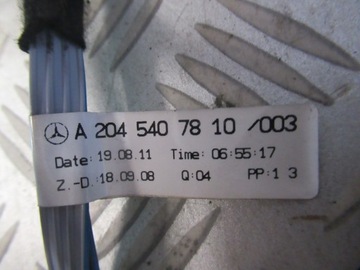 A 204 540 78 10 /003
Date: 19.08.11 Time: 06:55:17
Z.-D.:18.09.08 Q:04 PP:1 3